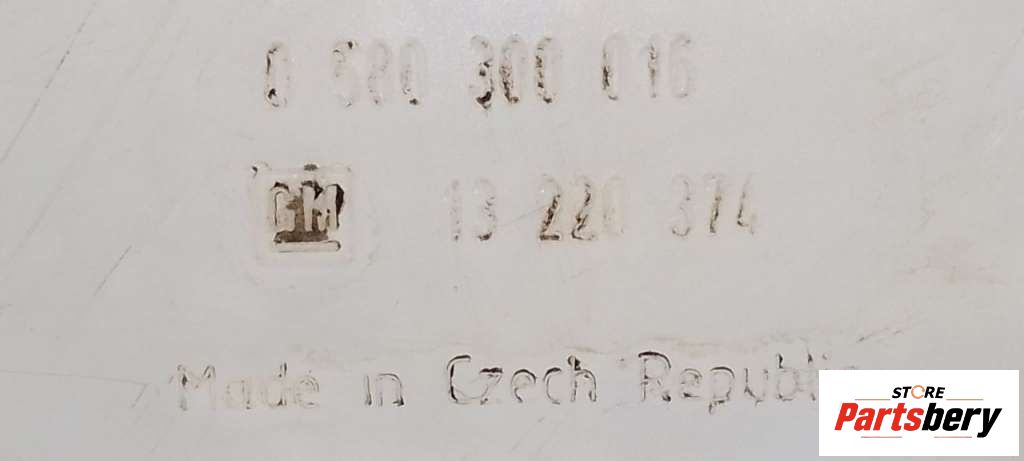 0 580 300 016
GM 13 220 374
Made in Czech Republic
STORE
Partsbery